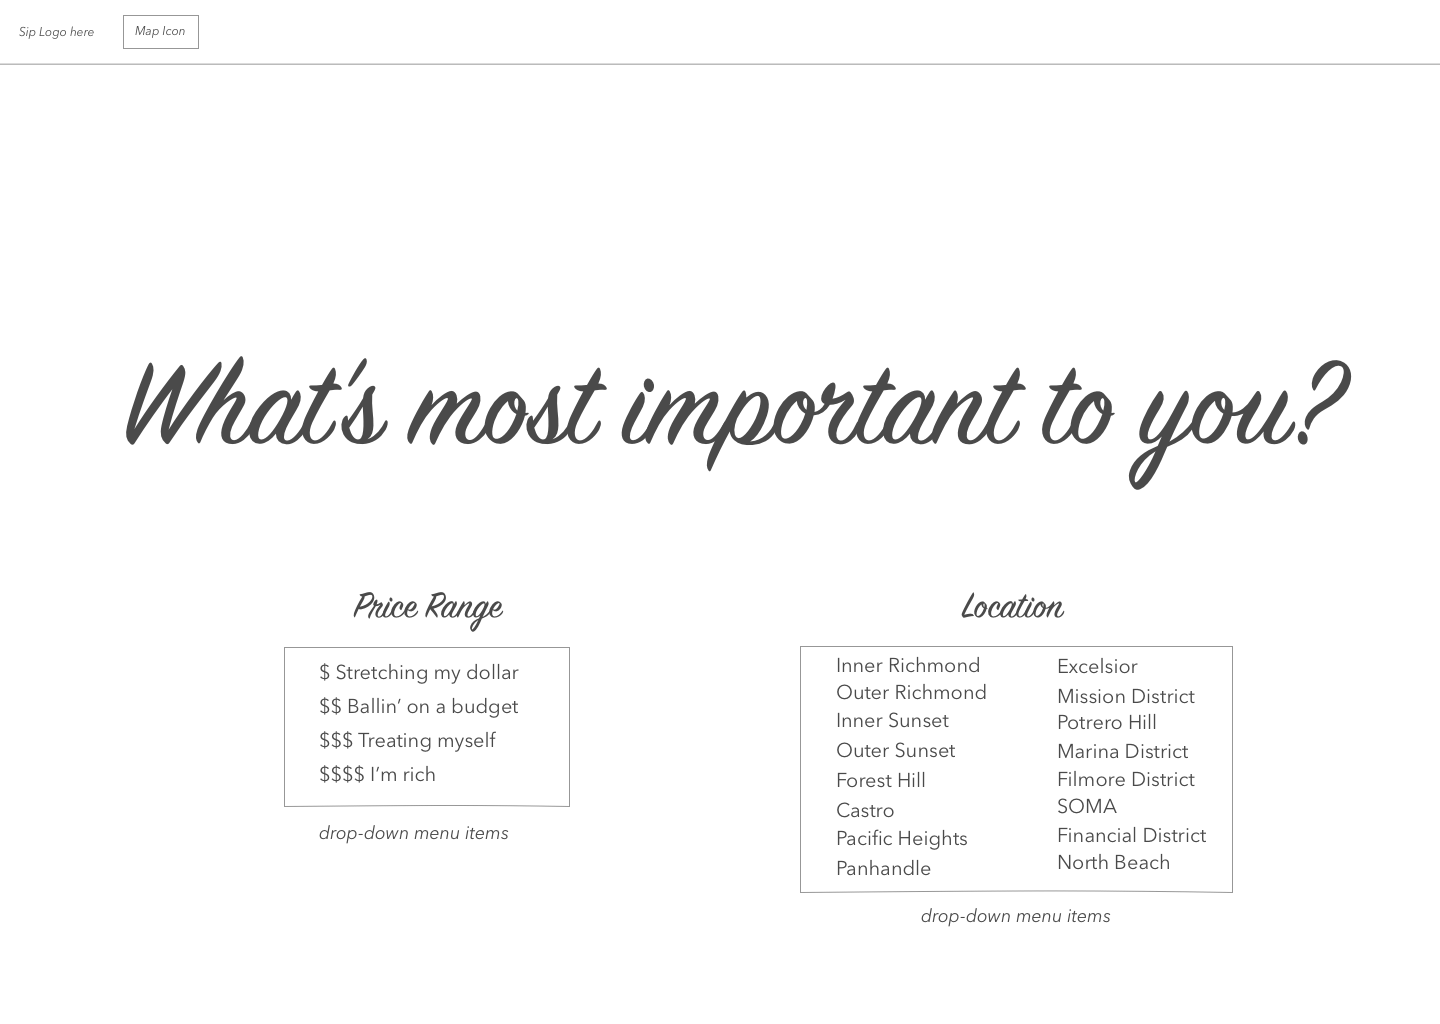 Sip Logo here
Map Icon
What's most important to you?
Price Range
$ Stretching my dollar
$$ Ballin’ on a budget
$$$ Treating myself
$$$$ I’m rich
drop-down menu items
Location
Inner Richmond
Outer Richmond
Inner Sunset
Outer Sunset
Forest Hill
Castro
Pacific Heights
Panhandle
Excelsior
Mission District
Potrero Hill
Marina District
Filmore District
SOMA
Financial District
North Beach
drop-down menu items